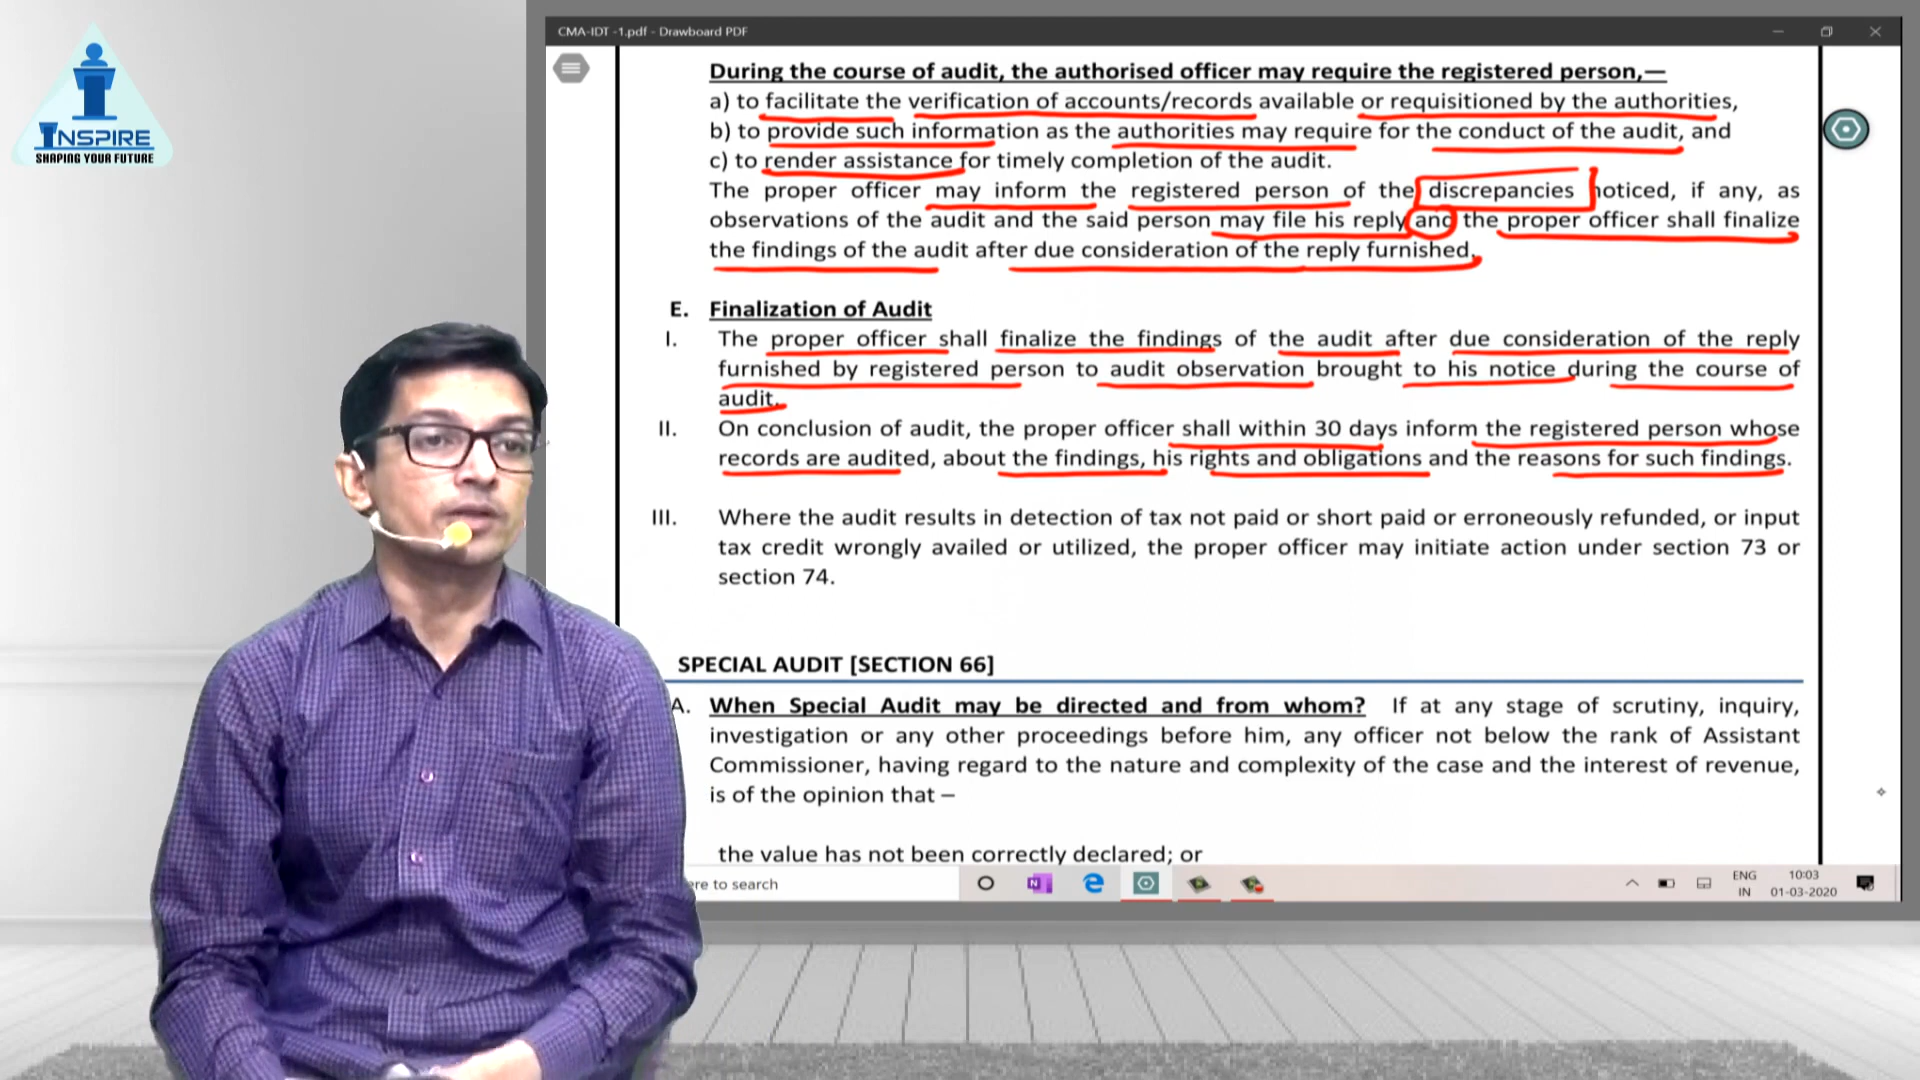 INSPIRE
SHAPING YOUR FUTURE
CMA-IDT -1.pdf - Drawboard PDF
During the course of audit, the authorised officer may require the registered person,—
a) to facilitate the verification of accounts/records available or requisitioned by the authorities,
b) to provide such information as the authorities may require for the conduct of the audit, and
c) to render assistance for timely completion of the audit.
The proper officer may inform the registered person of the discrepancies noticed, if any, as
observations of the audit and the said person may file his reply and the proper officer shall finalize
the findings of the audit after due consideration of the reply furnished.
E. Finalization of Audit
I. The proper officer shall finalize the findings of the audit after due consideration of the reply
furnished by registered person to audit observation brought to his notice during the course of
audit.
II. On conclusion of audit, the proper officer shall within 30 days inform the registered person whose
records are audited, about the findings, his rights and obligations and the reasons for such findings.
III. Where the audit results in detection of tax not paid or short paid or erroneously refunded, or input
tax credit wrongly availed or utilized, the proper officer may initiate action under section 73 or
section 74.
SPECIAL AUDIT [SECTION 66]
A. When Special Audit may be directed and from whom? If at any stage of scrutiny, inquiry,
investigation or any other proceedings before him, any officer not below the rank of Assistant
Commissioner, having regard to the nature and complexity of the case and the interest of revenue,
is of the opinion that –
the value has not been correctly declared; or
ere to search
ENG
IN
10:03
01-03-2020